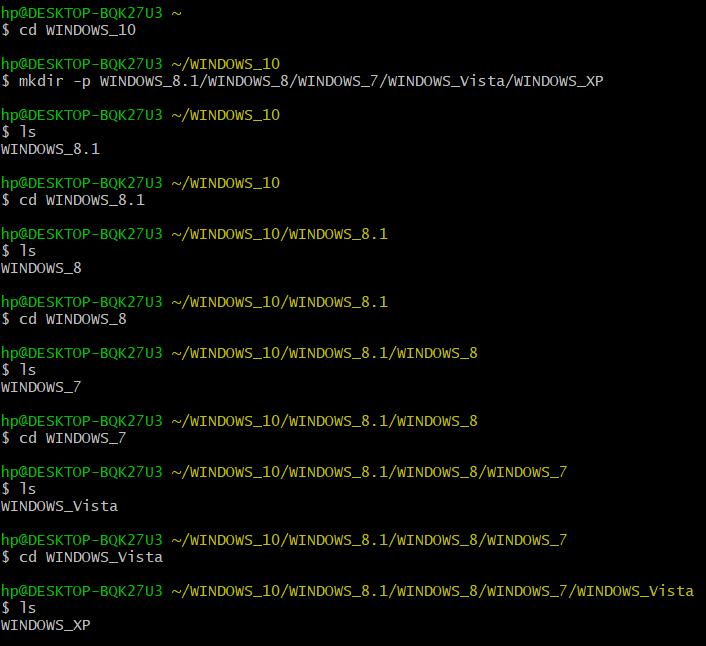 hp@DESKTOP-BQK27U3 ~
$ cd WINDOWS_10
hp@DESKTOP-BQK27U3 ~/WINDOWS_10
$ mkdir -p WINDOWS_8.1/WINDOWS_8/WINDOWS_7/WINDOWS_Vista/WINDOWS_XP
hp@DESKTOP-BQK27U3 ~/WINDOWS_10
$ ls
WINDOWS_8.1
hp@DESKTOP-BQK27U3 ~/WINDOWS_10
$ cd WINDOWS_8.1
hp@DESKTOP-BQK27U3 ~/WINDOWS_10/WINDOWS_8.1
$ ls
WINDOWS_8
hp@DESKTOP-BQK27U3 ~/WINDOWS_10/WINDOWS_8.1
$ cd WINDOWS_8
hp@DESKTOP-BQK27U3 ~/WINDOWS_10/WINDOWS_8.1/WINDOWS_8
$ ls
WINDOWS_7
hp@DESKTOP-BQK27U3 ~/WINDOWS_10/WINDOWS_8.1/WINDOWS_8
$ cd WINDOWS_7
hp@DESKTOP-BQK27U3 ~/WINDOWS_10/WINDOWS_8.1/WINDOWS_8/WINDOWS_7
$ ls
WINDOWS_Vista
hp@DESKTOP-BQK27U3 ~/WINDOWS_10/WINDOWS_8.1/WINDOWS_8/WINDOWS_7
$ cd WINDOWS_Vista
hp@DESKTOP-BQK27U3 ~/WINDOWS_10/WINDOWS_8.1/WINDOWS_8/WINDOWS_7/WINDOWS_Vista
$ ls
WINDOWS_XP